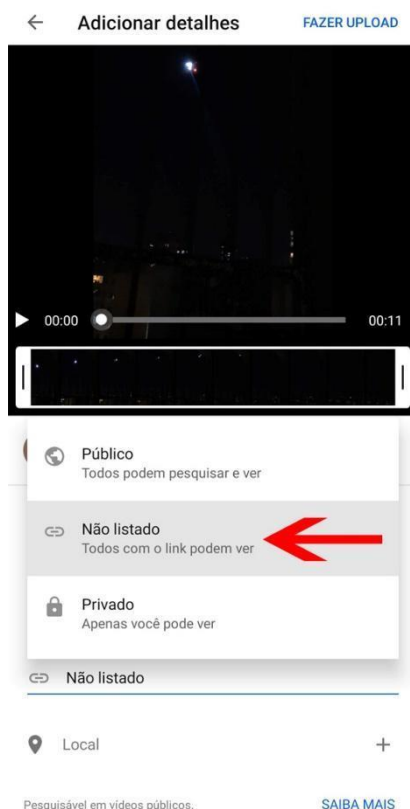 Adicionar detalhes
FAZER UPLOAD
00:00
00:11
Público
Todos podem pesquisar e ver
Não listado
Todos com o link podem ver
Privado
Apenas você pode ver
Não listado
Local
Pesquisável em vídeos públicos.
SAIBA MAIS